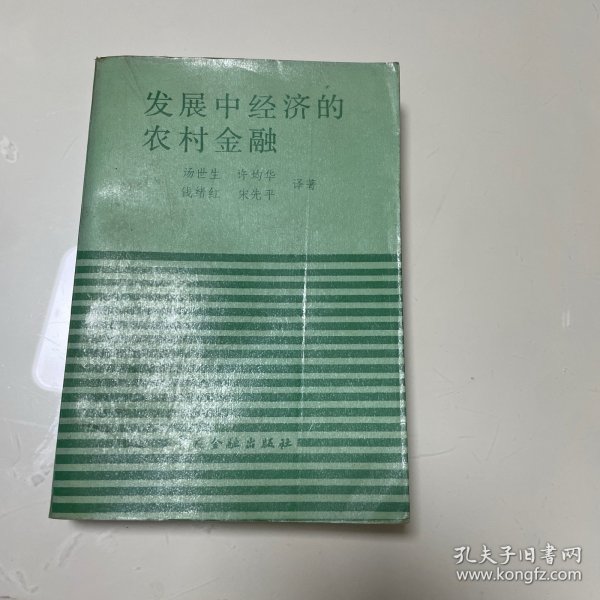 发展中经济的
农村金融
汤世生 许均华
钱绪红 宋先平 译著
金融出版社
孔夫子旧书网
www.kongfz.com